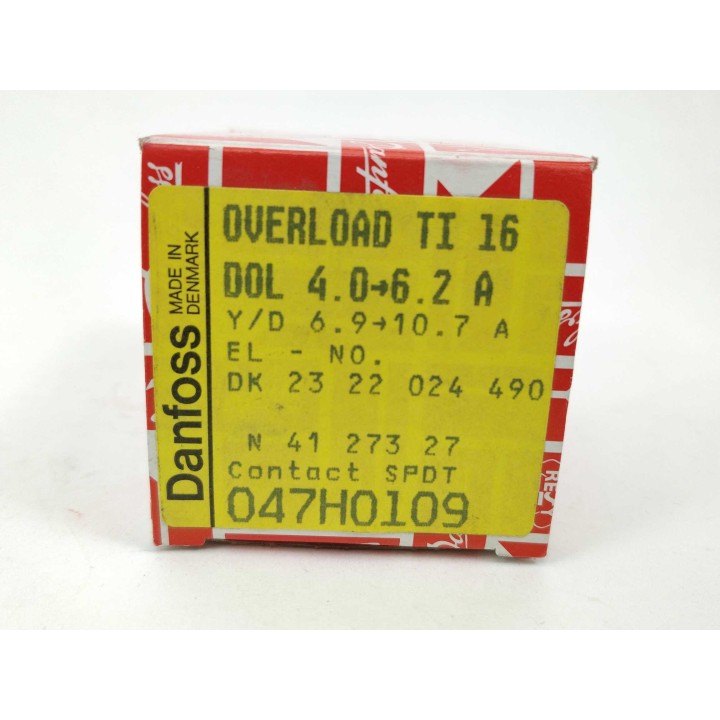 Danfoss
MADE IN
DENMARK
OVERLOAD TI 16
DOL 4.0→6.2 A
Y/D 6.9→10.7 A
EL - NO.
DK 23 22 024 490
N 41 273 27
Contact SPDT
047H0109
RESY